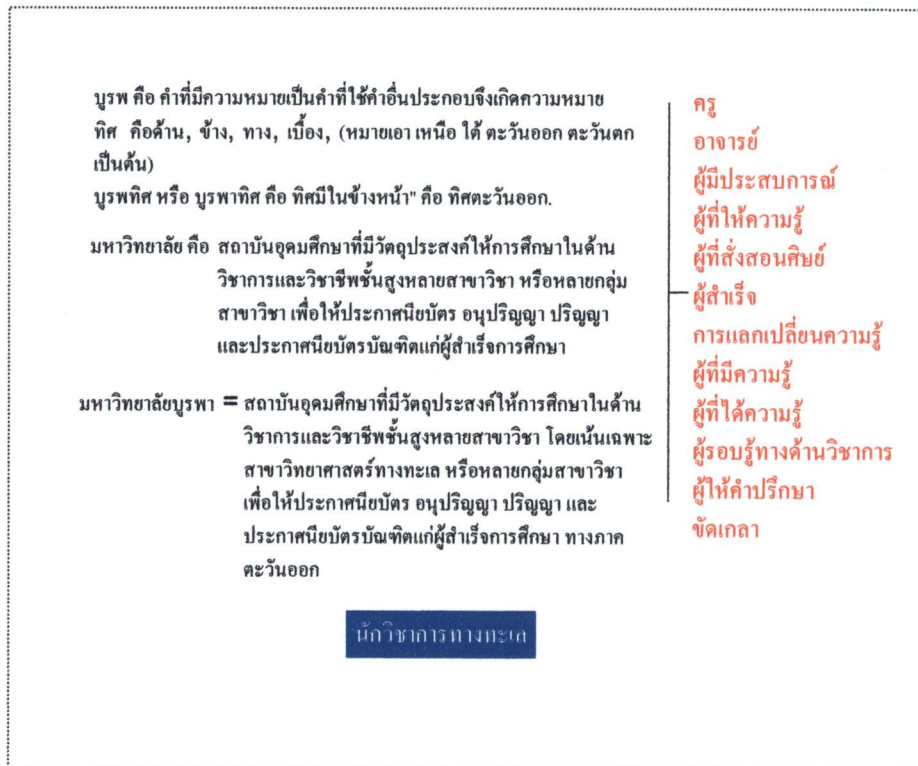 บูรพ คือ คำที่มีความหมายเป็นคำที่ใช้คำอื่นประกอบจึงเกิดความหมาย
ทิศ คือด้าน, ข้าง, ทาง, เบื้อง, (หมายเอา เหนือ ใต้ ตะวันออก ตะวันตก
เป็นต้น)
บูรพทิศ หรือ บูรพาทิศ คือ ทิศมีในข้างหน้า" คือ ทิศตะวันออก.
มหาวิทยาลัย คือ สถาบันอุดมศึกษาที่มีวัตถุประสงค์ให้การศึกษาในด้าน
วิชาการและวิชาชีพชั้นสูงหลายสาขาวิชา หรือหลายกลุ่ม
สาขาวิชา เพื่อให้ประกาศนียบัตร อนุปริญญา ปริญญา
และประกาศนียบัตรบัณฑิตแก่ผู้สำเร็จการศึกษา
มหาวิทยาลัยบูรพา = สถาบันอุดมศึกษาที่มีวัตถุประสงค์ให้การศึกษาในด้าน
วิชาการและวิชาชีพชั้นสูงหลายสาขาวิชา โดยเน้นเฉพาะ
สาขาวิทยาศาสตร์ทางทะเล หรือหลายกลุ่มสาขาวิชา
เพื่อให้ประกาศนียบัตร อนุปริญญา ปริญญา และ
ประกาศนียบัตรบัณฑิตแก่ผู้สำเร็จการศึกษา ทางภาค
ตะวันออก
ครู
อาจารย์
ผู้มีประสบการณ์
ผู้ที่ให้ความรู้
ผู้ที่สั่งสอนศิษย์
ผู้สำเร็จ
การแลกเปลี่ยนความรู้
ผู้ที่มีความรู้
ผู้ที่ได้ความรู้
ผู้รอบรู้ทางด้านวิชาการ
ผู้ให้คำปรึกษา
ขัดเกลา
นักวิชาการทางทะเล